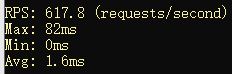 RPS: 617.8 (requests/second)
Max: 82ms
Min: 0ms
Avg: 1.6ms